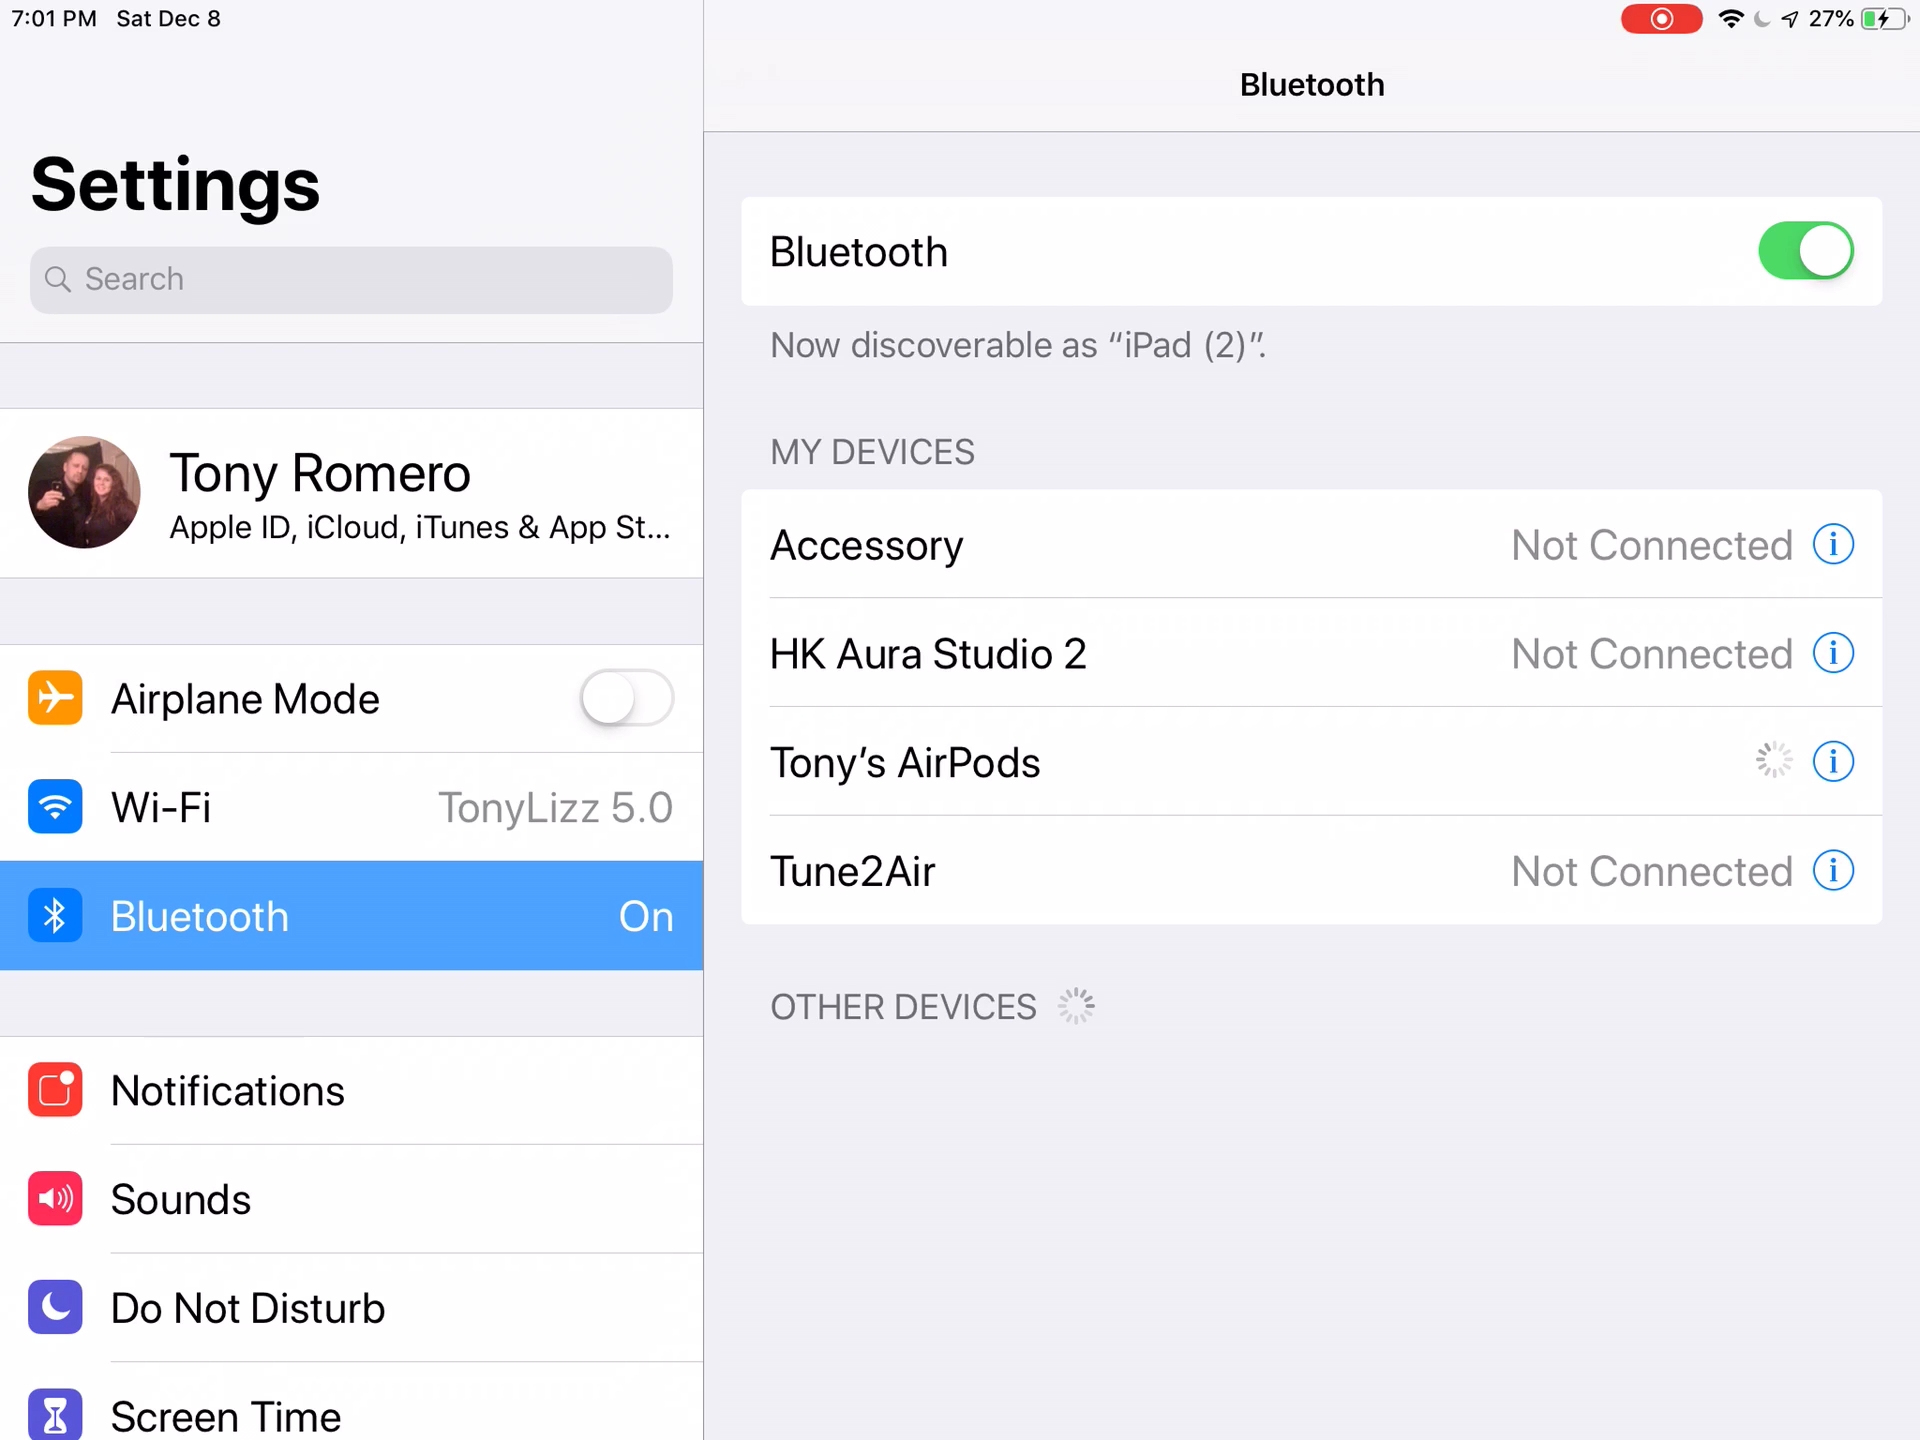 7:01 PM Sat Dec 8
27%
Settings
Search
Tony Romero
Apple ID, iCloud, iTunes & App St...
Airplane Mode
Wi-Fi TonyLizz 5.0
Bluetooth On
Notifications
Sounds
Do Not Disturb
Screen Time
Bluetooth
Bluetooth
Now discoverable as “iPad (2)”.
MY DEVICES
Accessory Not Connected
HK Aura Studio 2 Not Connected
Tony’s AirPods
Tune2Air Not Connected
OTHER DEVICES